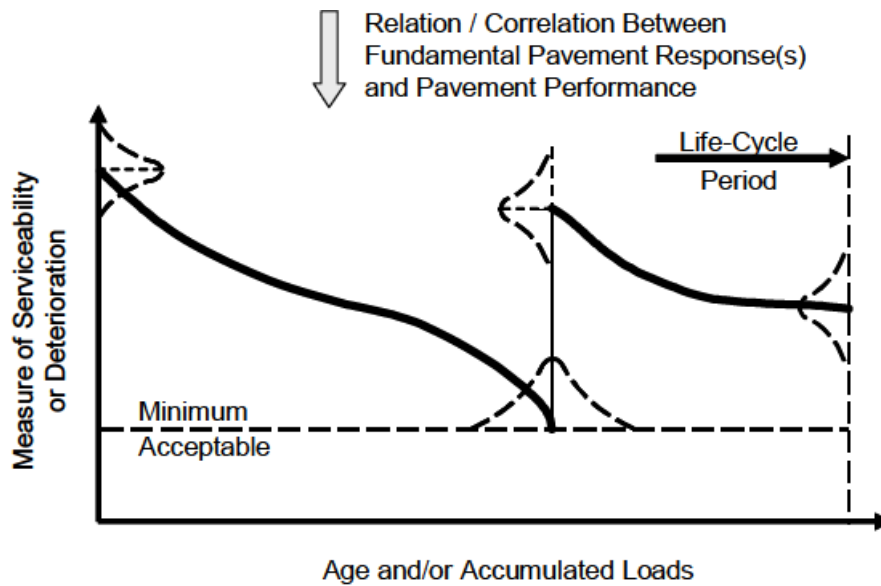 Relation / Correlation Between
Fundamental Pavement Response(s)
and Pavement Performance
Life-Cycle
Period
Measure of Serviceability
or Deterioration
Minimum
Acceptable
Age and/or Accumulated Loads